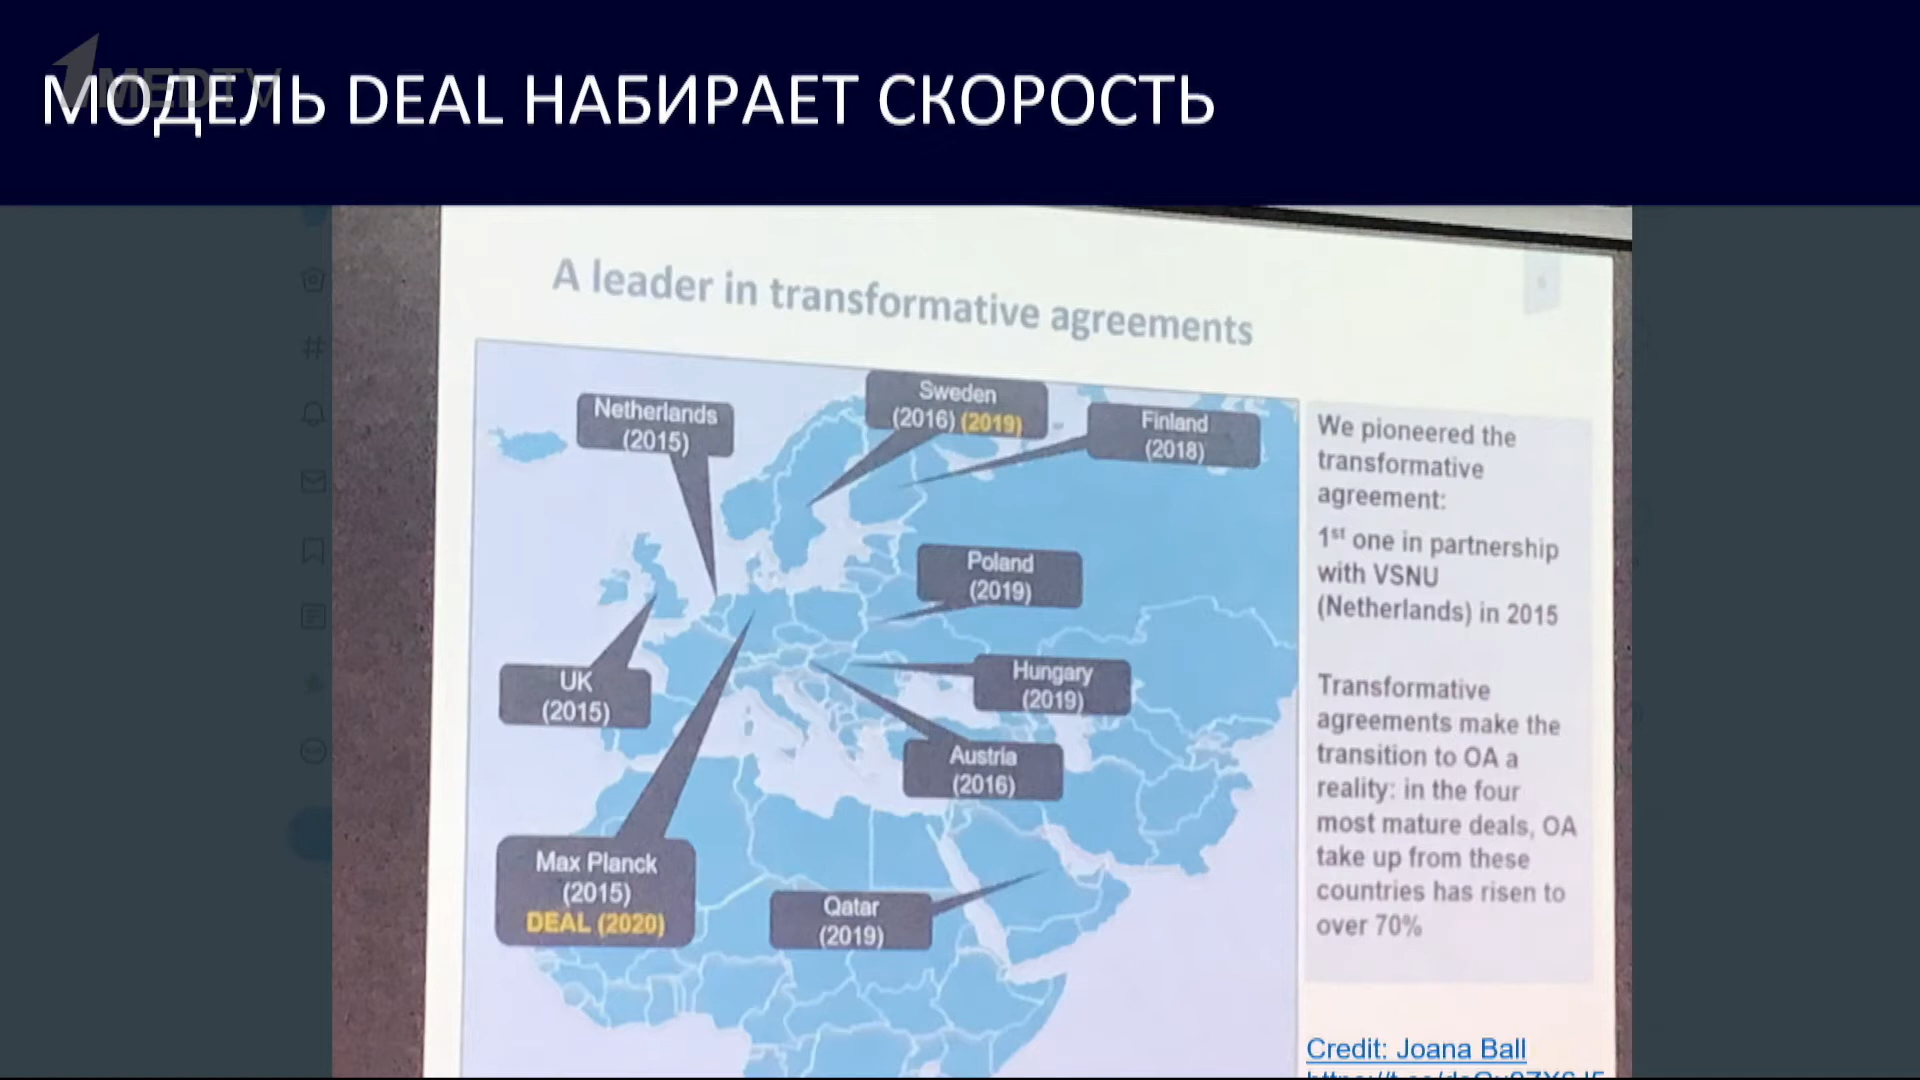 1MEDTV
МОДЕЛЬ DEAL НАБИРАЕТ СКОРОСТЬ
A leader in transformative agreements
Netherlands
(2015)
Sweden
(2016) (2019)
Finland
(2018)
Poland
(2019)
UK
(2015)
Hungary
(2019)
Austria
(2016)
Max Planck
(2015)
DEAL (2020)
Qatar
(2019)
We pioneered the
transformative
agreement:
1st one in partnership
with VSNU
(Netherlands) in 2015
Transformative
agreements make the
transition to OA a
reality: in the four
most mature deals, OA
take up from these
countries has risen to
over 70%
Credit: Joana Ball